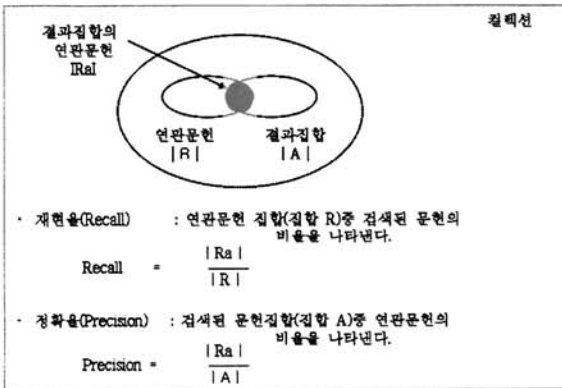 컬렉션
결과집합의
연관문헌
|Ra|
연관문헌
| R |
결과집합
| A |
· 재현율(Recall) : 연관문헌 집합(집합 R)중 검색된 문헌의
비율을 나타낸다.
Recall = | Ra |
| R |
· 정확율(Precision) : 검색된 문헌집합(집합 A)중 연관문헌의
비율을 나타낸다.
Precision = | Ra |
| A |